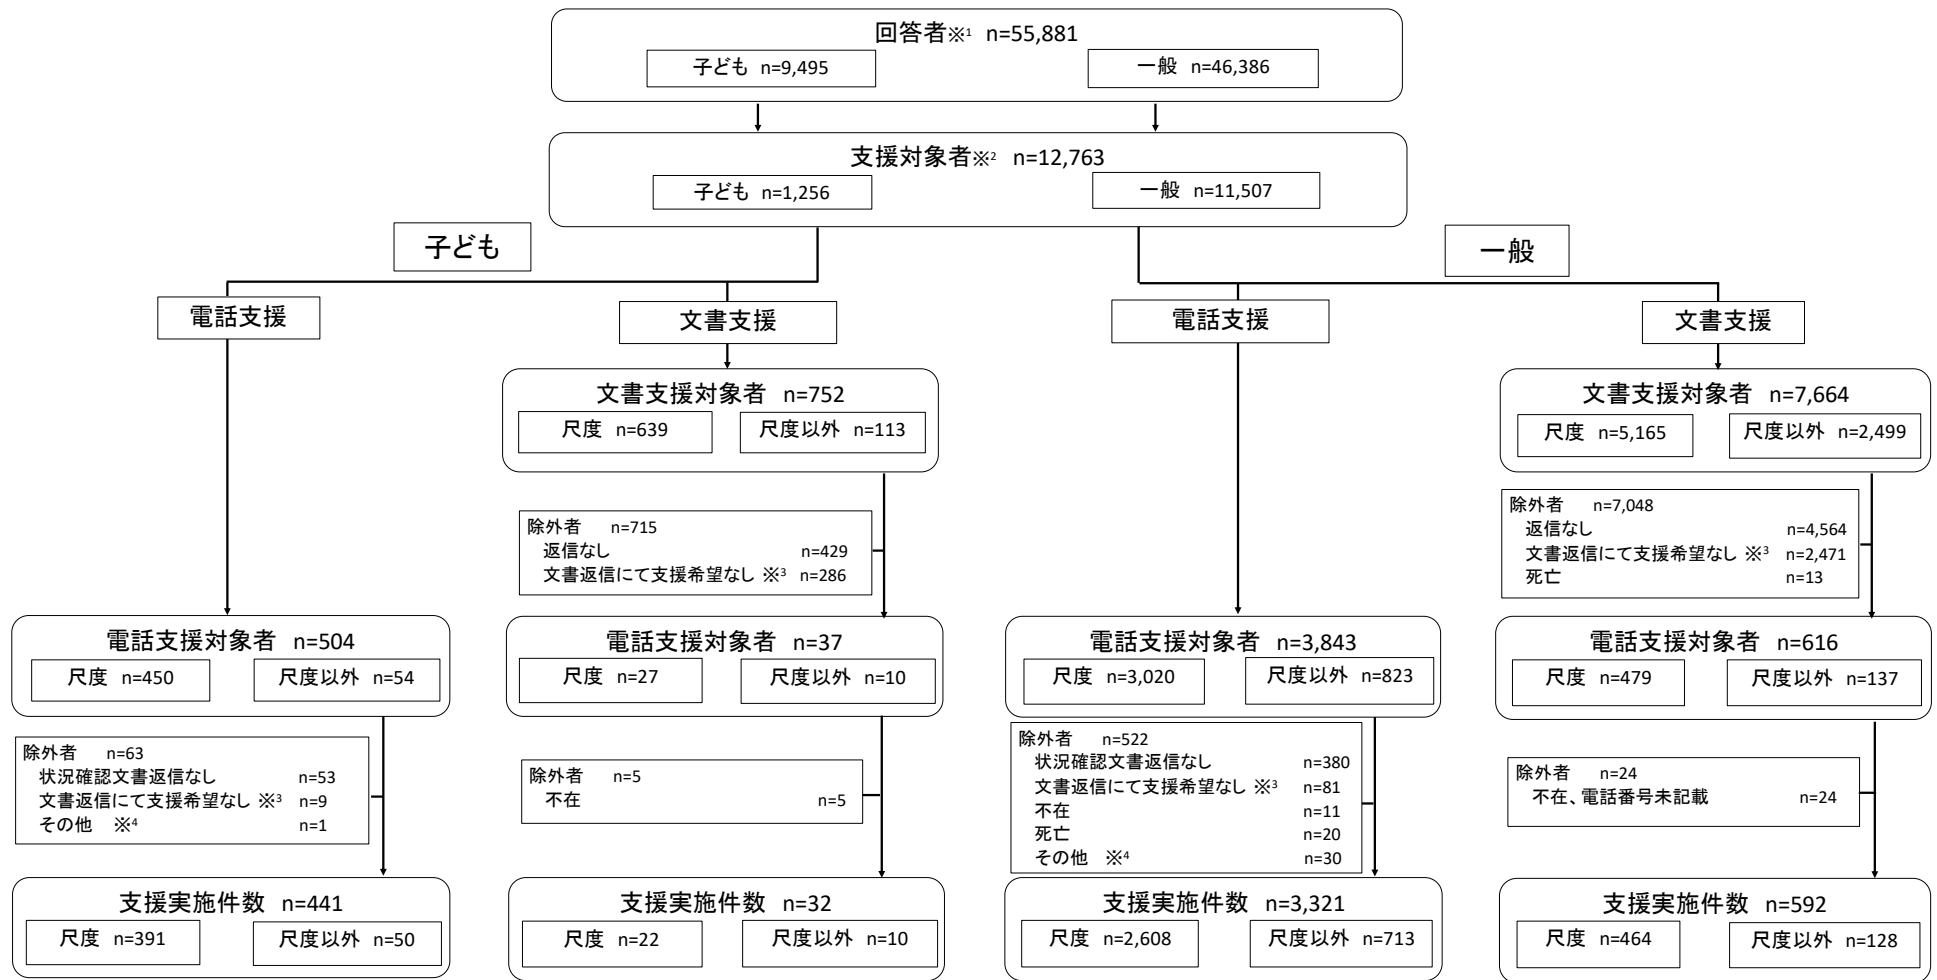 回答者※1 n=55,881
子ども n=9,495
一般 n=46,386
支援対象者※2 n=12,763
子ども n=1,256
一般 n=11,507
子ども
一般
電話支援
文書支援
電話支援
文書支援
文書支援対象者 n=752
尺度 n=639
尺度以外 n=113
文書支援対象者 n=7,664
尺度 n=5,165
尺度以外 n=2,499
除外者 n=715
返信なし n=429
文書返信にて支援希望なし ※3 n=286
除外者 n=7,048
返信なし n=4,564
文書返信にて支援希望なし ※3 n=2,471
死亡 n=13
電話支援対象者 n=504
尺度 n=450
尺度以外 n=54
電話支援対象者 n=37
尺度 n=27
尺度以外 n=10
電話支援対象者 n=3,843
尺度 n=3,020
尺度以外 n=823
電話支援対象者 n=616
尺度 n=479
尺度以外 n=137
除外者 n=63
状況確認文書返信なし n=53
文書返信にて支援希望なし ※3 n=9
その他 ※4 n=1
除外者 n=5
不在 n=5
除外者 n=522
状況確認文書返信なし n=380
文書返信にて支援希望なし ※3 n=81
不在 n=11
死亡 n=20
その他 ※4 n=30
除外者 n=24
不在、電話番号未記載 n=24
支援実施件数 n=441
尺度 n=391
尺度以外 n=50
支援実施件数 n=32
尺度 n=22
尺度以外 n=10
支援実施件数 n=3,321
尺度 n=2,608
尺度以外 n=713
支援実施件数 n=592
尺度 n=464
尺度以外 n=128